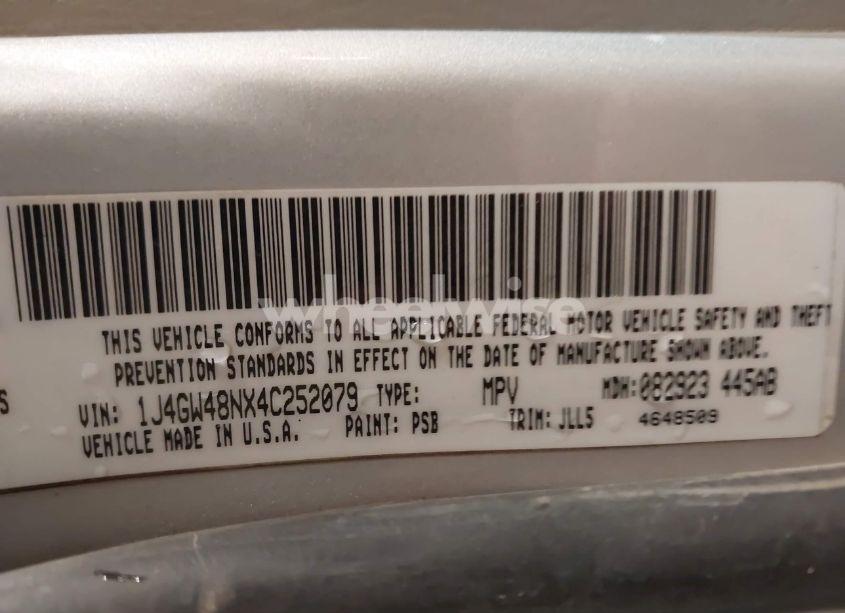 THIS VEHICLE CONFORMS TO ALL APPLICABLE FEDERAL MOTOR VEHICLE SAFETY AND THEFT
PREVENTION STANDARDS IN EFFECT ON THE DATE OF MANUFACTURE SHOWN ABOVE.
S
VIN: 1J4GW48NX4C252079 TYPE: MPV MDH: 082923 445AB
VEHICLE MADE IN U.S.A. PAINT: PSB TRIM: JLL5 4648509
wheelwise